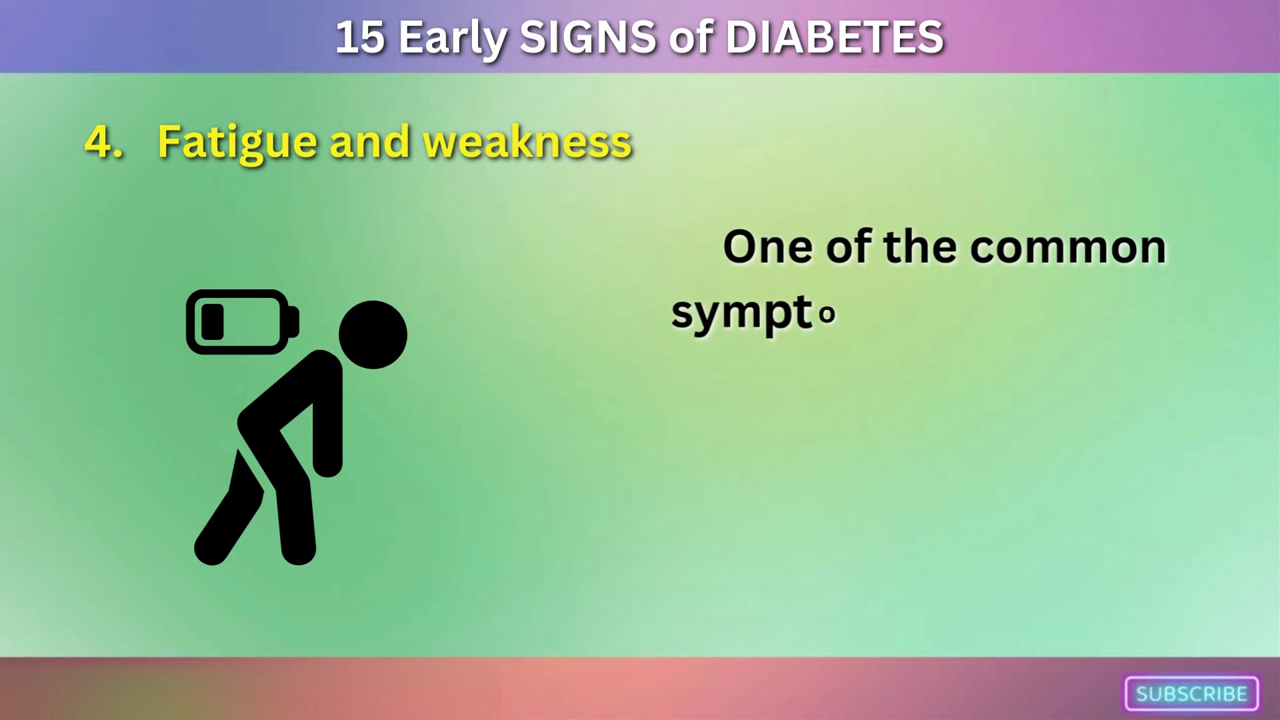 15 Early SIGNS of DIABETES
4. Fatigue and weakness
One of the common
sympto
SUBSCRIBE